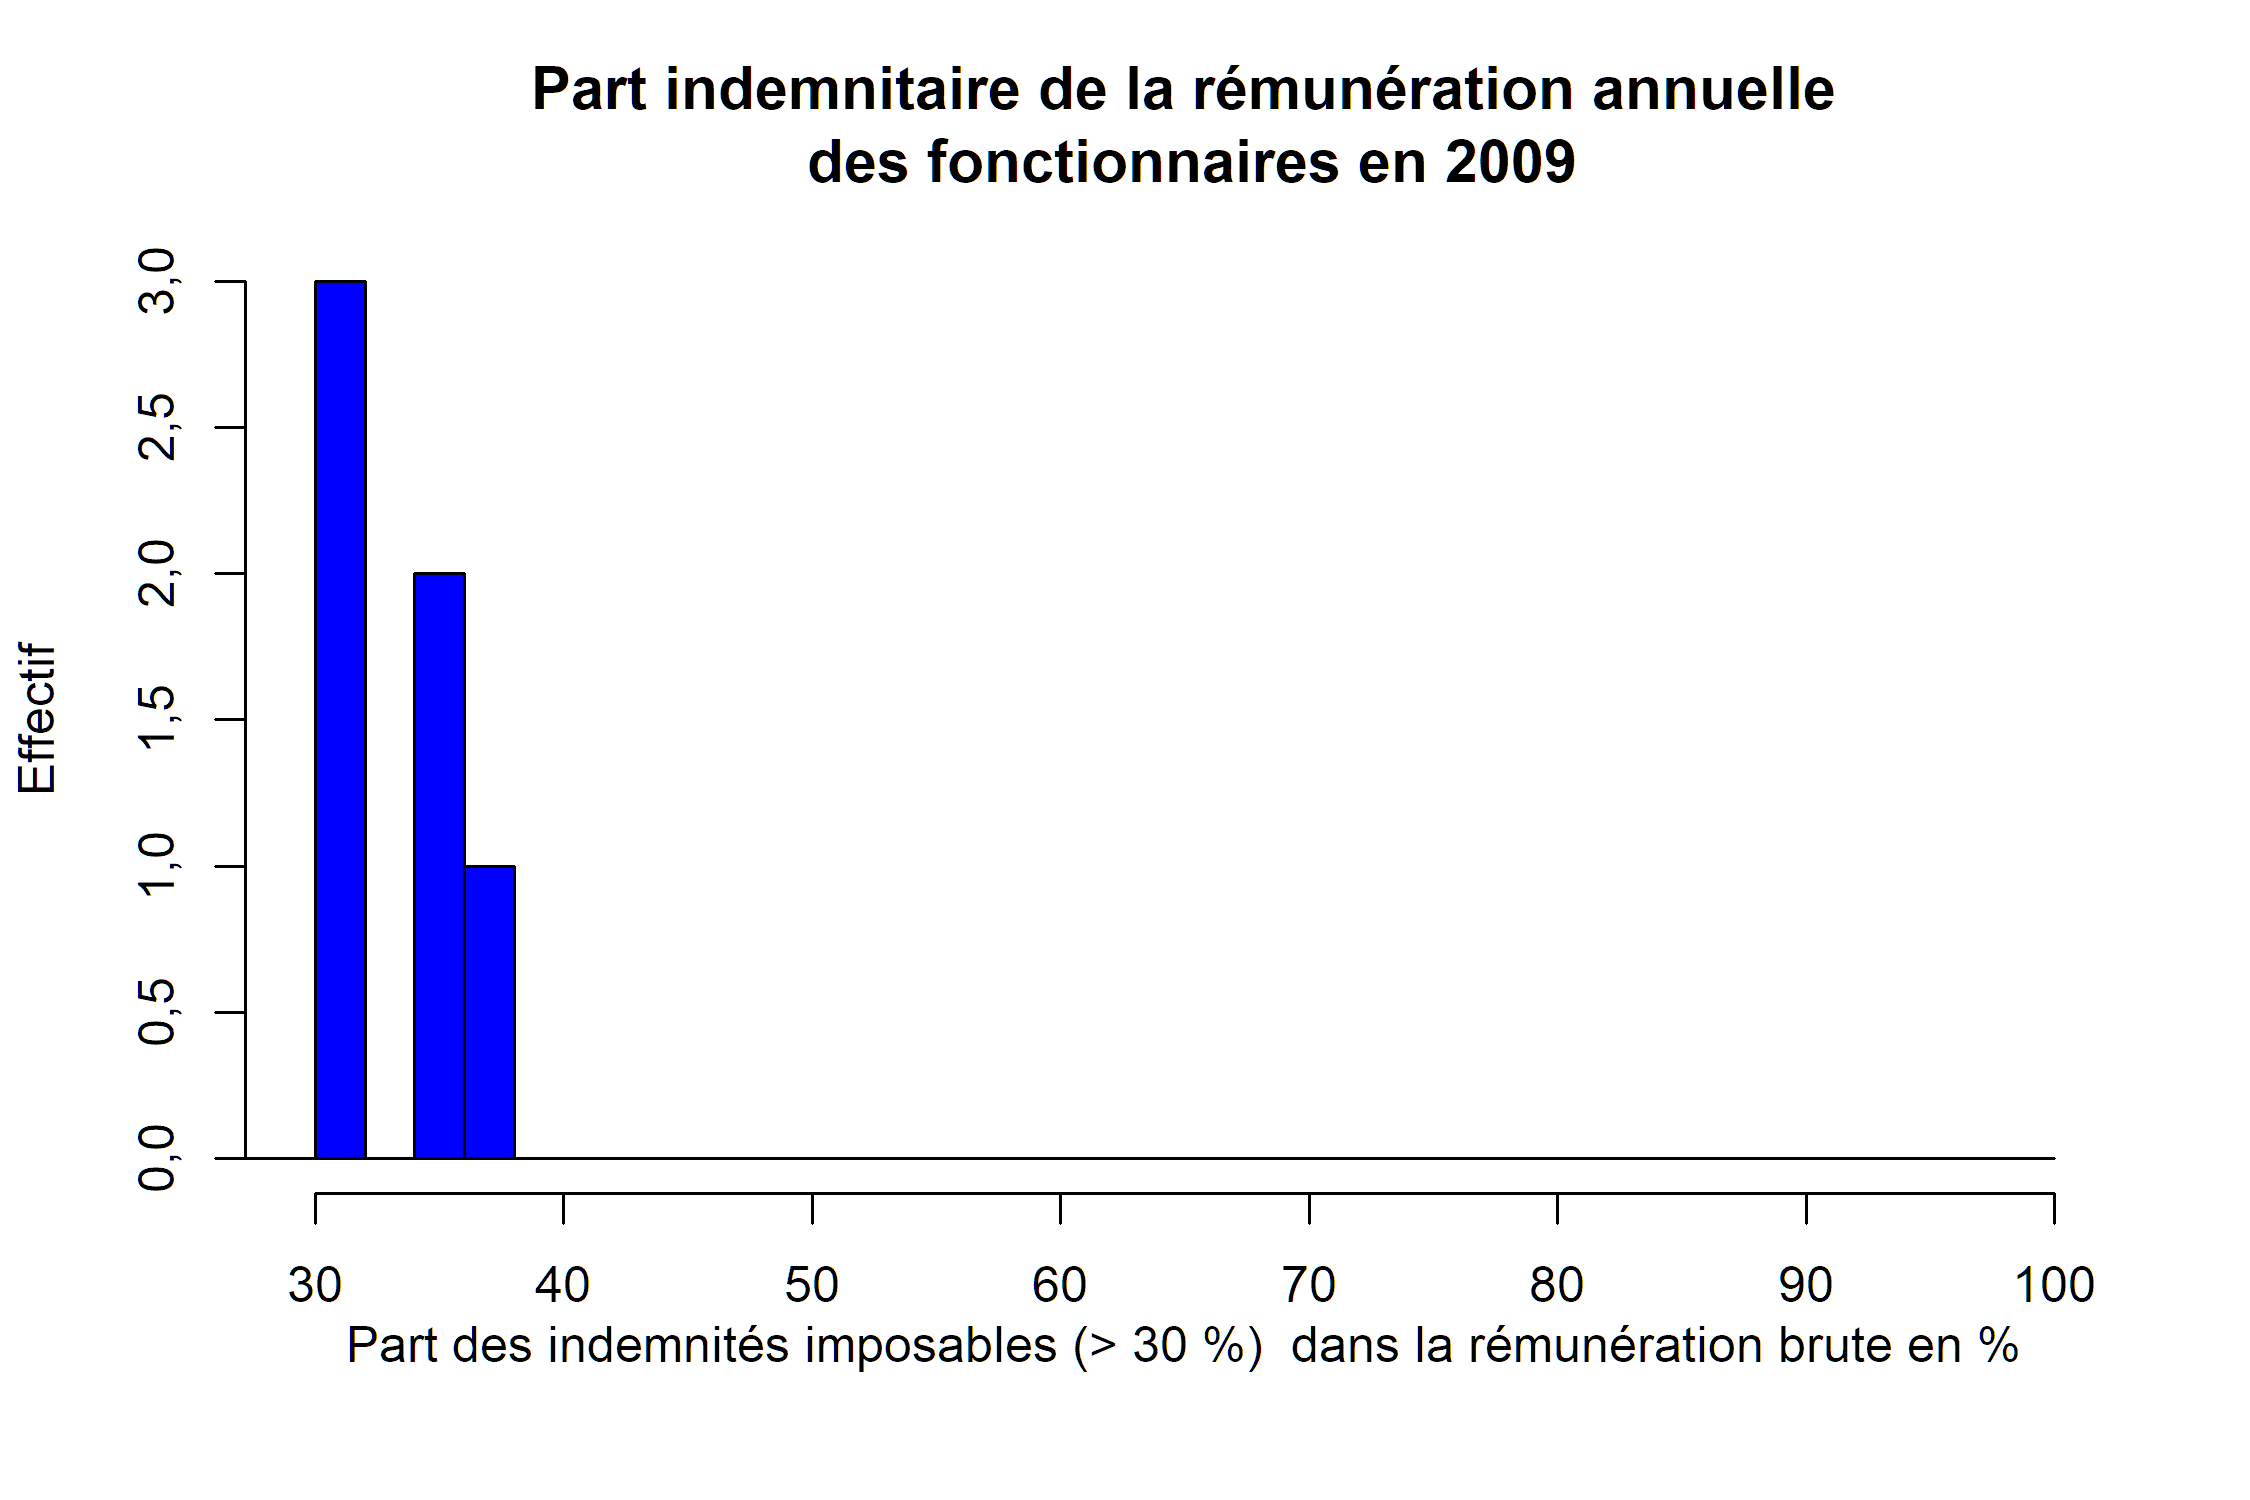 Part indemnitaire de la rémunération annuelle
des fonctionnaires en 2009
3,0
2,5
2,0
1,5
1,0
0,5
0,0
Effectif
30 40 50 60 70 80 90 100
Part des indemnités imposables (> 30 %)  dans la rémunération brute en %